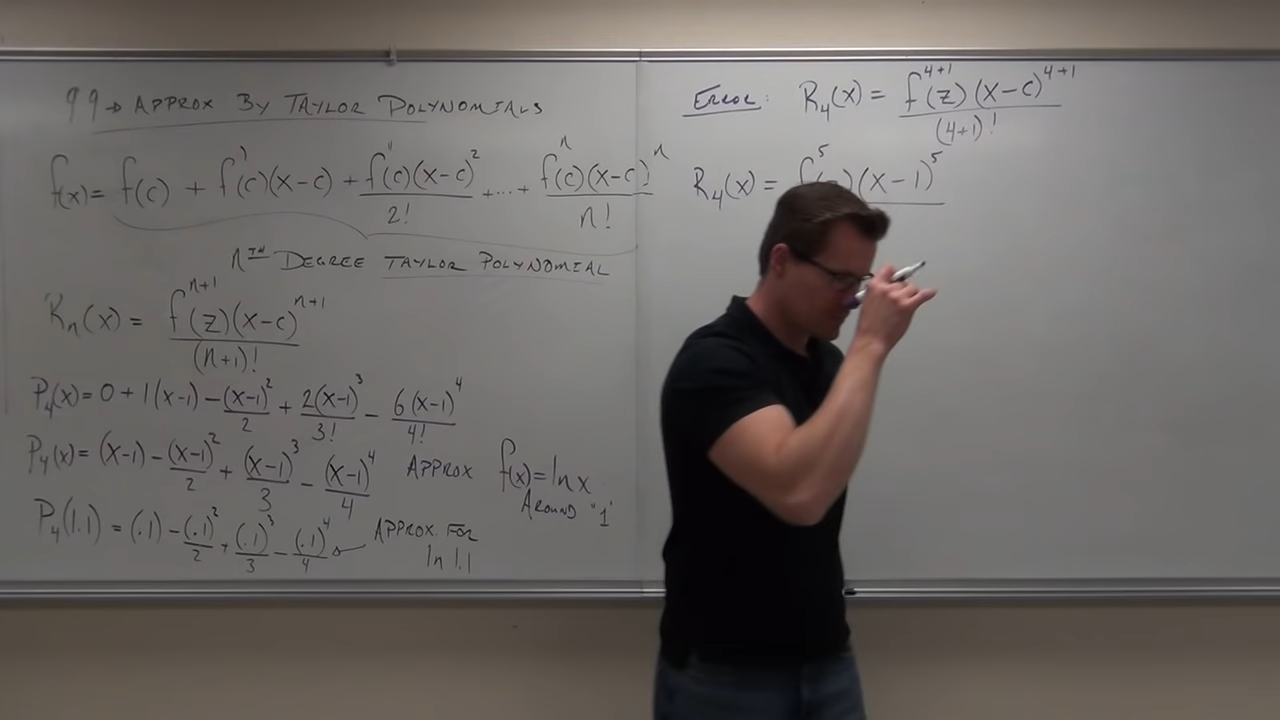 99 → APPROX BY TAYLOR POLYNOMIALS
f(x) = f(c) + f'(c)(x-c) + f''(c)(x-c)²/2! + ... + fⁿ(c)(x-c)ⁿ/n!
nTH DEGREE TAYLOR POLYNOMIAL
Rₙ(x) = fⁿ⁺¹(z)(x-c)ⁿ⁺¹/(n+1)!
P₄(x) = 0 + 1(x-1) - (x-1)²/2 + 2(x-1)³/3! - 6(x-1)⁴/4!
P₄(x) = (x-1) - (x-1)²/2 + (x-1)³/3 - (x-1)⁴/4 APPROX f(x) = ln x
AROUND "1"
P₄(1.1) = (.1) - (.1)²/2 + (.1)³/3 - (.1)⁴/4 APPROX. FOR
ln 1.1
ERROR: R₄(x) = f⁴⁺¹(z)(x-c)⁴⁺¹/(4+1)!
R₄(x) = f⁵(z)(x-1)⁵